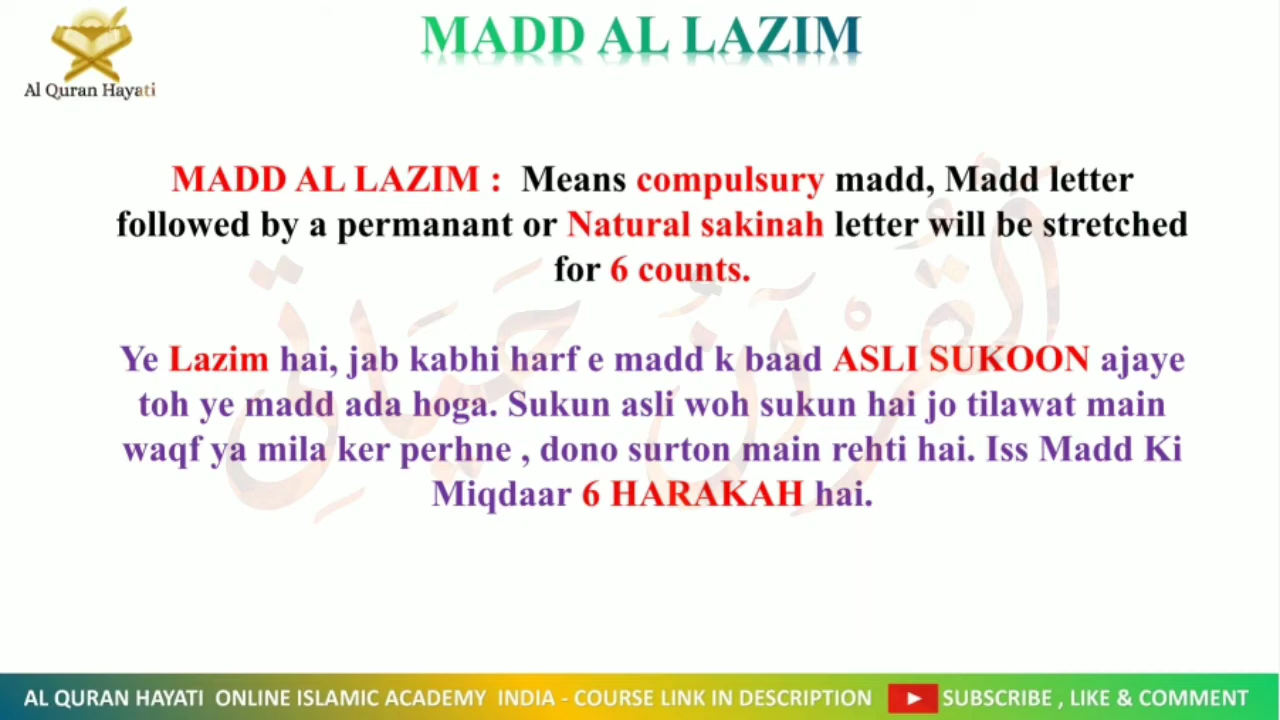 MADD AL LAZIM
Al Quran Hayati
MADD AL LAZIM : Means compulsury madd, Madd letter
followed by a permanant or Natural sakinah letter will be stretched
for 6 counts.
القُرآن حَيَاتِي
Ye Lazim hai, jab kabhi harf e madd k baad ASLI SUKOON ajaye
toh ye madd ada hoga. Sukun asli woh sukun hai jo tilawat main
waqf ya mila ker perhne , dono surton main rehti hai. Iss Madd Ki
Miqdaar 6 HARAKAH hai.
AL QURAN HAYATI ONLINE ISLAMIC ACADEMY INDIA - COURSE LINK IN DESCRIPTION SUBSCRIBE , LIKE & COMMENT